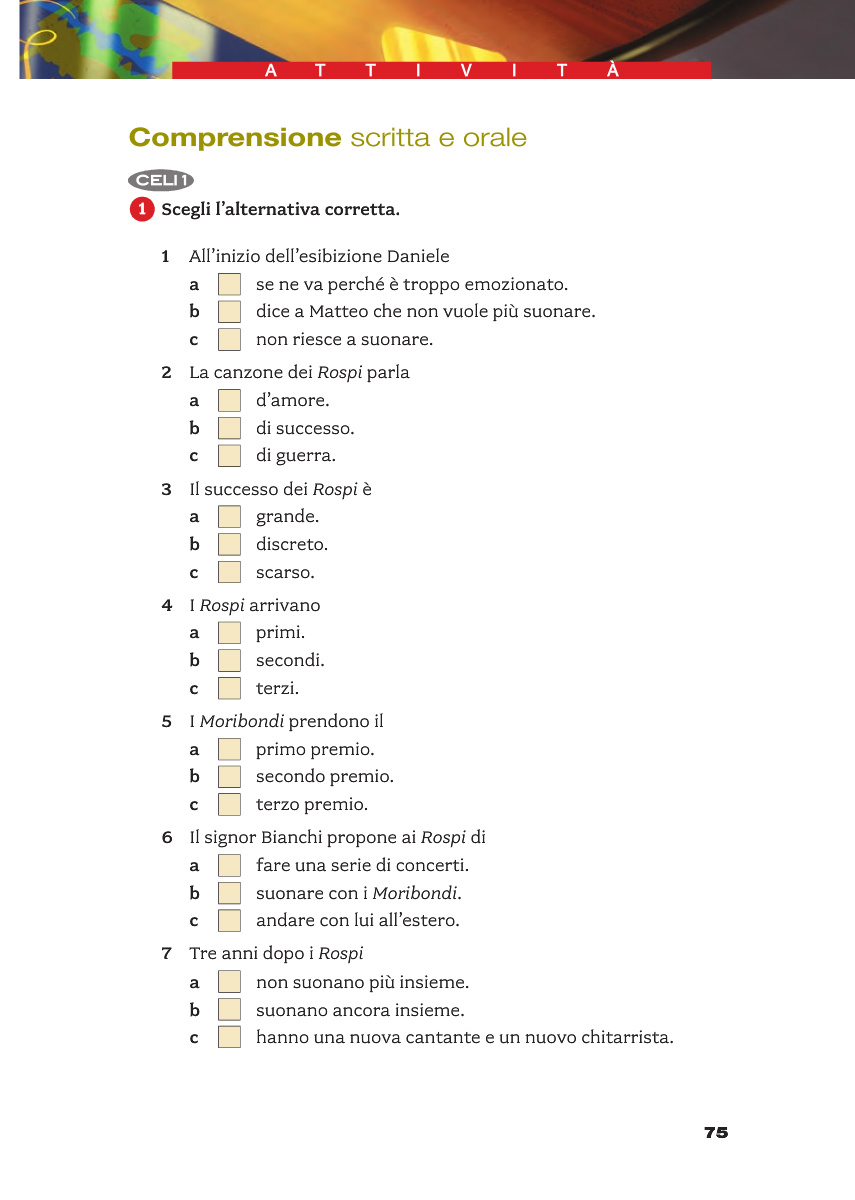 ATTIVITÀ
Comprensione scritta e orale
CELI 1
1 Scegli l'alternativa corretta.
1 All'inizio dell'esibizione Daniele
a se ne va perché è troppo emozionato.
b dice a Matteo che non vuole più suonare.
c non riesce a suonare.
2 La canzone dei Rospi parla
a d'amore.
b di successo.
c di guerra.
3 Il successo dei Rospi è
a grande.
b discreto.
c scarso.
4 I Rospi arrivano
a primi.
b secondi.
c terzi.
5 I Moribondi prendono il
a primo premio.
b secondo premio.
c terzo premio.
6 Il signor Bianchi propone ai Rospi di
a fare una serie di concerti.
b suonare con i Moribondi.
c andare con lui all'estero.
7 Tre anni dopo i Rospi
a non suonano più insieme.
b suonano ancora insieme.
c hanno una nuova cantante e un nuovo chitarrista.
75